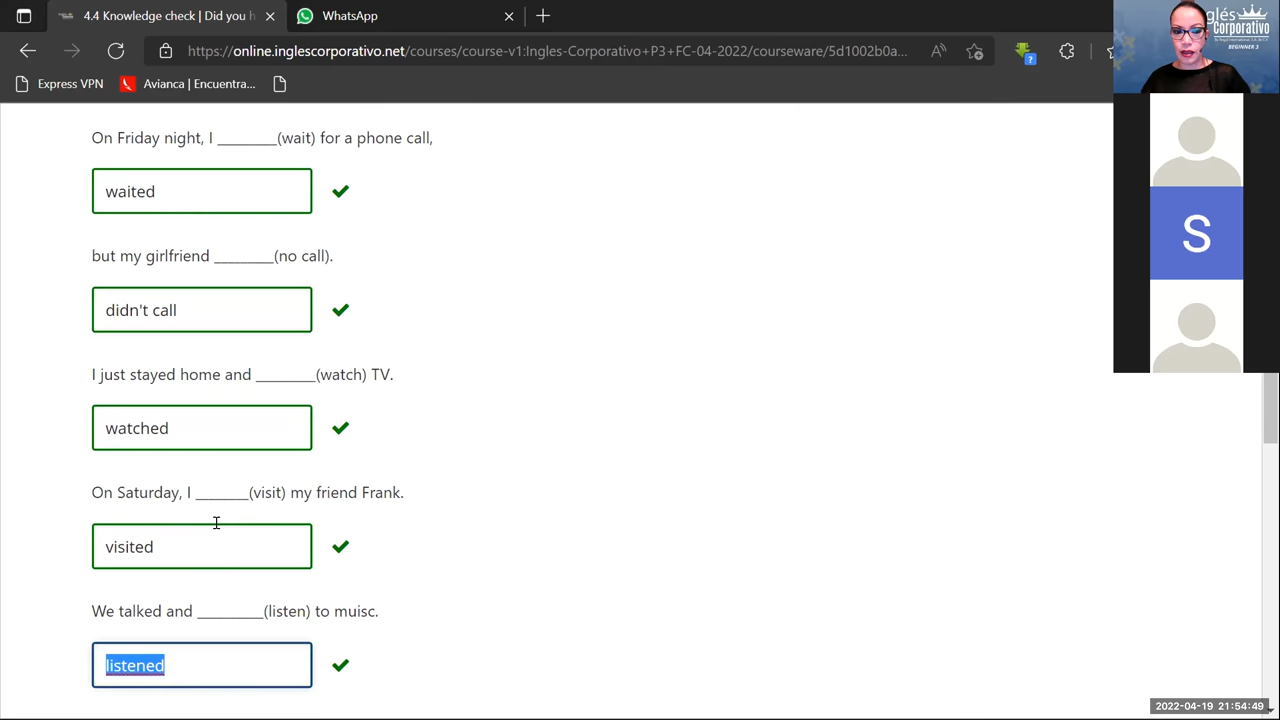 4.4 Knowledge check | Did you h
WhatsApp
https://online.inglescorporativo.net/courses/course-v1:Ingles-Corporativo+P3+FC-04-2022/courseware/5d1002b0a...
Express VPN
Avianca | Encuentra...
glés
Corporativo
BEGINNER 3
On Friday night, I ________(wait) for a phone call,
waited
but my girlfriend ________(no call).
didn't call
I just stayed home and ________(watch) TV.
watched
On Saturday, I _______(visit) my friend Frank.
visited
We talked and _________(listen) to muisc.
listened
S
2022-04-19 21:54:49